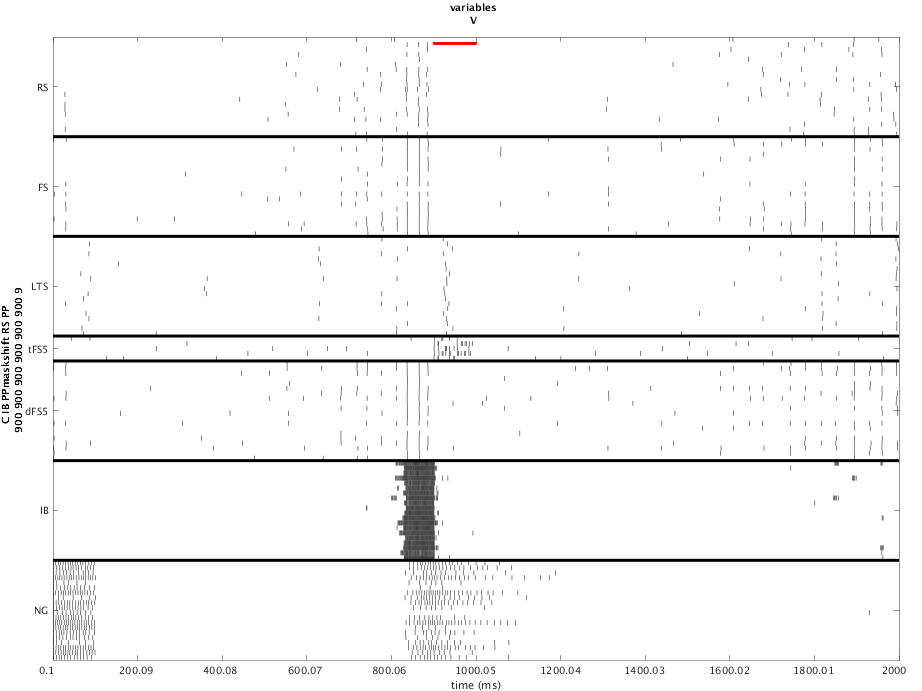 variables
V
C IB PPmaskshift RS PP
900 900 900 900 900 900 9
RS
FS
LTS
tFS5
dFS5
IB
NG
0.1 200.09 400.08 600.07 800.06 1000.05 1200.04 1400.03 1600.02 1800.01 2000
time (ms)